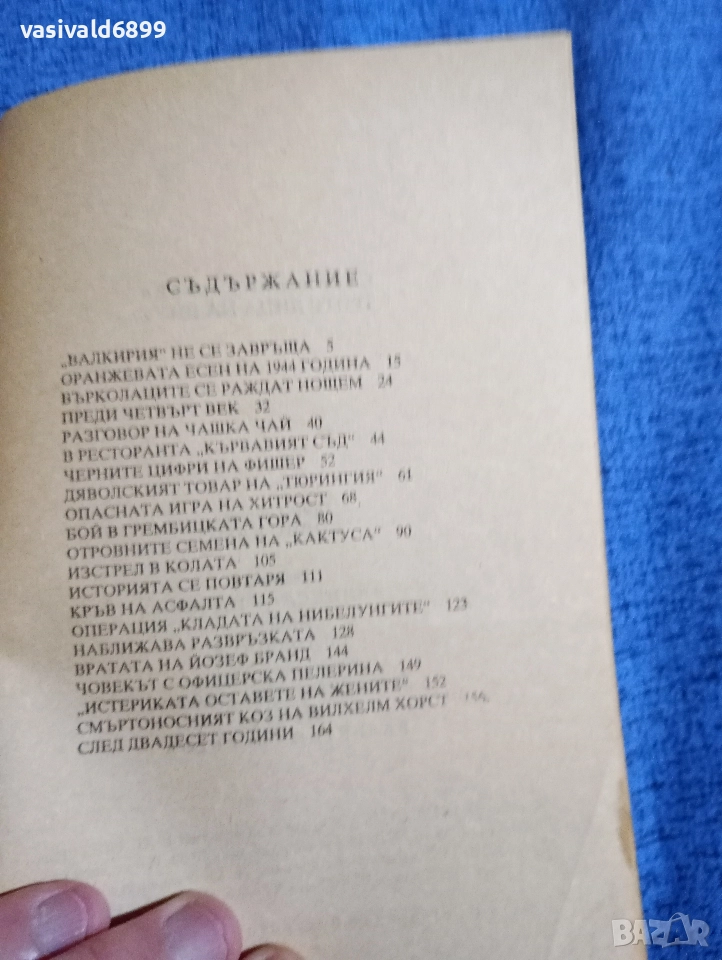 vasivald6899
СЪДЪРЖАНИЕ
„ВАЛКИРИЯ" НЕ СЕ ЗАВРЪЩА 5
ОРАНЖЕВАТА ЕСЕН НА 1944 ГОДИНА 15
ВЪРКОЛАЦИТЕ СЕ РАЖДАТ НОЩЕМ 24
ПРЕДИ ЧЕТВЪРТ ВЕК 32
РАЗГОВОР НА ЧАШКА ЧАЙ 40
В РЕСТОРАНТА „КЪРВАВИЯТ СЪД" 44
ЧЕРНИТЕ ЦИФРИ НА ФИШЕР 52
ДЯВОЛСКИЯТ ТОВАР НА „ТЮРИНГИЯ" 61
ОПАСНАТА ИГРА НА ХИТРОСТ 68
БОЙ В ГРЕМБИЦКАТА ГОРА 80
ОТРОВНИТЕ СЕМЕНА НА „КАКТУСА" 90
ИЗСТРЕЛ В КОЛАТА 105
ИСТОРИЯТА СЕ ПОВТАРЯ 111
КРЪВ НА АСФАЛТА 115
ОПЕРАЦИЯ „КЛАДАТА НА НИБЕЛУНГИТЕ" 123
НАБЛИЖАВА РАЗВРЪЗКАТА 128
ВРАТАТА НА ЙОЗЕФ БРАНД 144
ЧОВЕКЪТ С ОФИЦЕРСКА ПЕЛЕРИНА 149
„ИСТЕРИКАТА ОСТАВЕТЕ НА ЖЕНИТЕ" 152
СМЪРТОНОСНИЯТ КОЗ НА ВИЛХЕЛМ ХОРСТ
СЛЕД ДВАДЕСЕТ ГОДИНИ 164
BAZAR